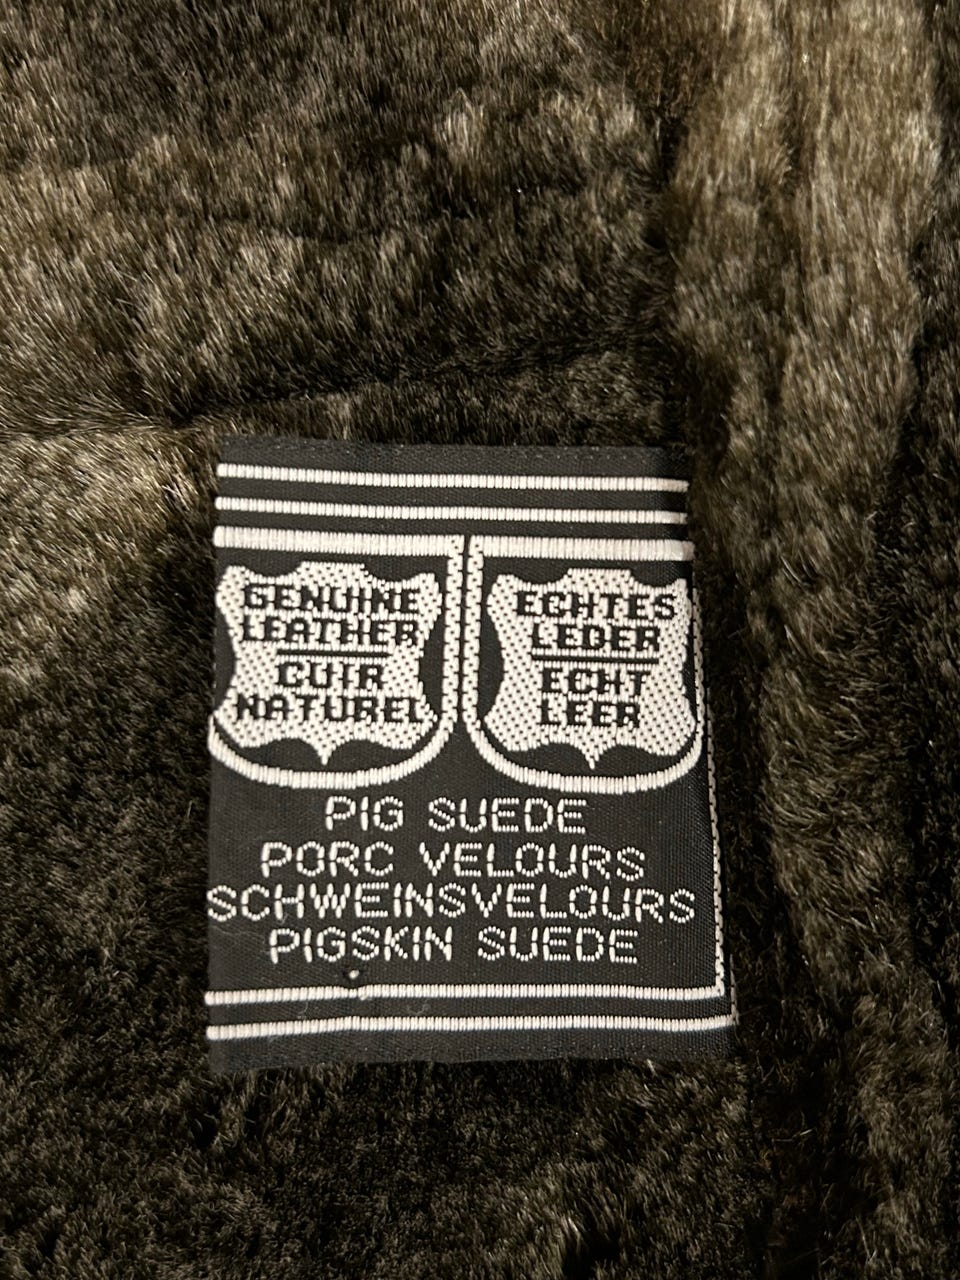 GENUINE
LEATHER
CUIR
NATUREL
ECHTES
LEDER
ECHT
LEER
PIG SUEDE
PORC VELOURS
SCHWEINSVELOURS
PIGSKIN SUEDE